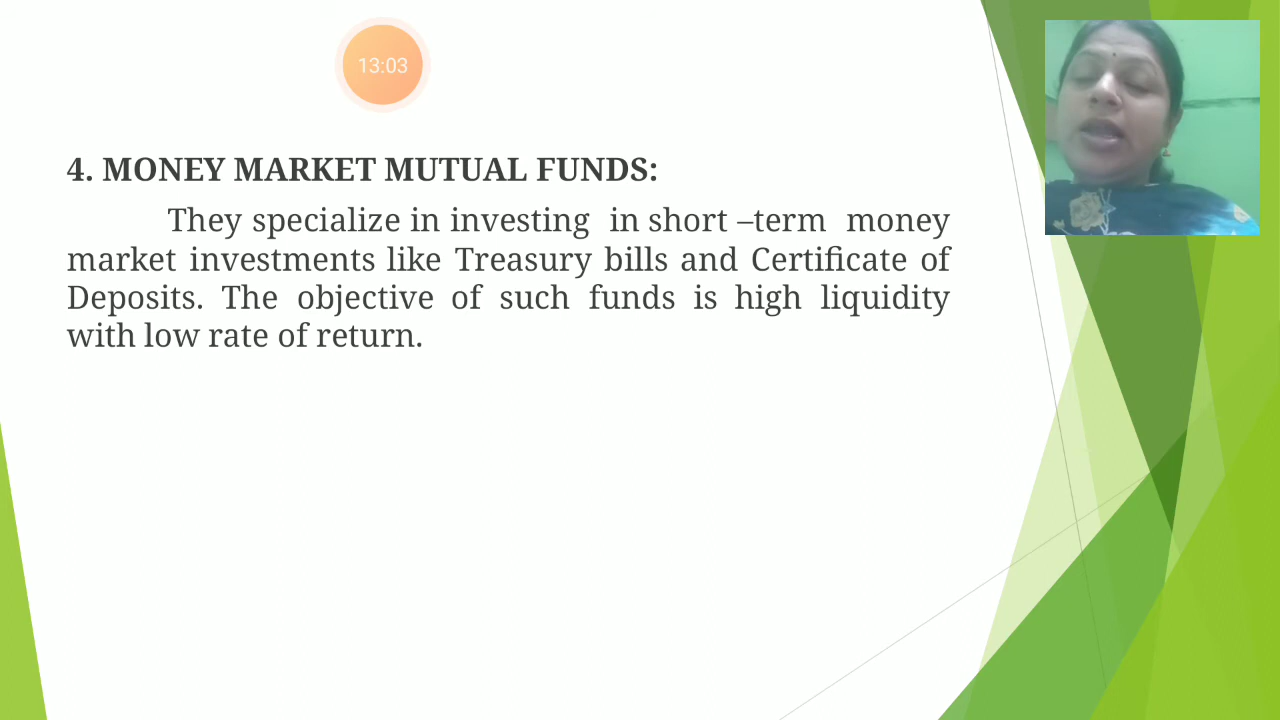 13:03
4. MONEY MARKET MUTUAL FUNDS:
They specialize in investing in short –term money
market investments like Treasury bills and Certificate of
Deposits. The objective of such funds is high liquidity
with low rate of return.